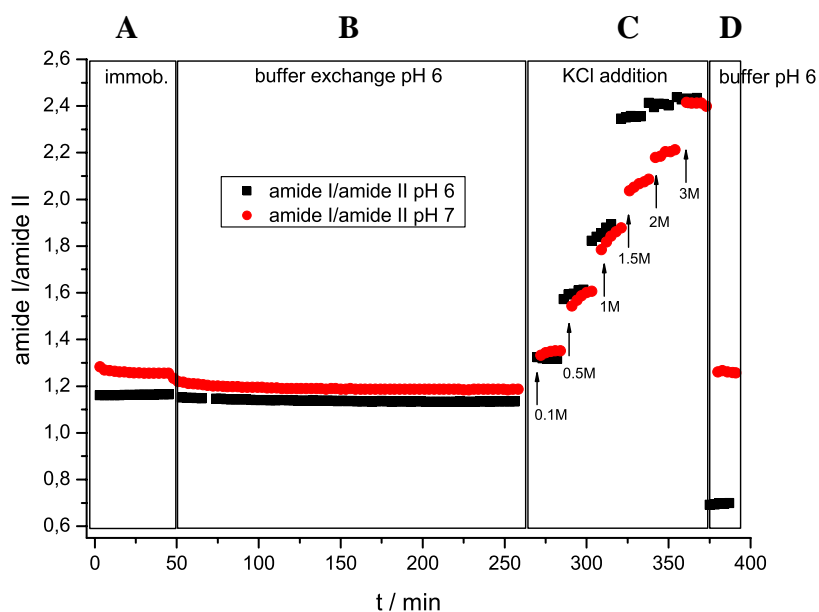 A B C D
immob. buffer exchange pH 6 KCl addition buffer pH 6
2,6
2,4
2,2
2,0
1,8
1,6
1,4
1,2
1,0
0,8
0,6
amide I/amide II
amide I/amide II pH 6
amide I/amide II pH 7
0.1M
0.5M
1M
1.5M
2M
3M
0 50 100 150 200 250 300 350 400
t / min